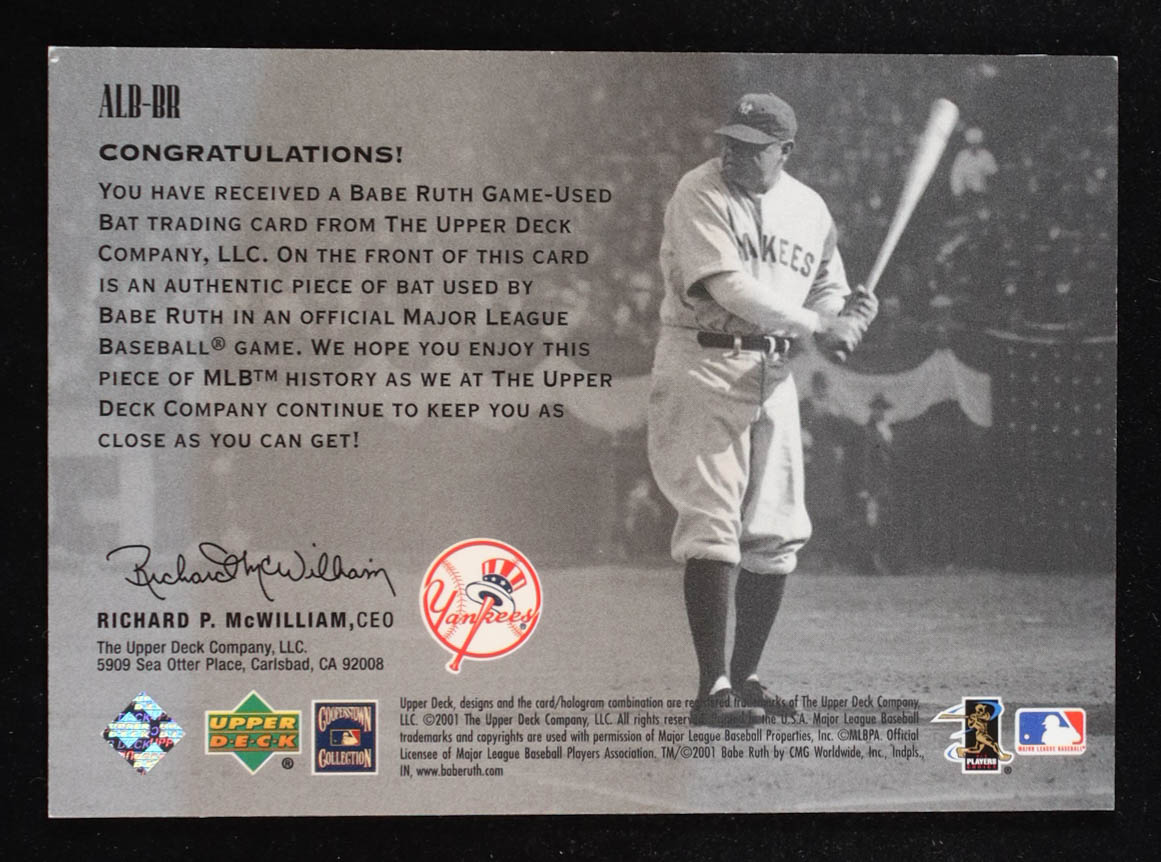 ALB-BR
CONGRATULATIONS!
YOU HAVE RECEIVED A BABE RUTH GAME-USED
BAT TRADING CARD FROM THE UPPER DECK
COMPANY, LLC. ON THE FRONT OF THIS CARD
IS AN AUTHENTIC PIECE OF BAT USED BY
BABE RUTH IN AN OFFICIAL MAJOR LEAGUE
BASEBALL® GAME. WE HOPE YOU ENJOY THIS
PIECE OF MLB™ HISTORY AS WE AT THE UPPER
DECK COMPANY CONTINUE TO KEEP YOU AS
CLOSE AS YOU CAN GET!
YANKEES
Richard McWilliam
RICHARD P. McWILLIAM, CEO
The Upper Deck Company, LLC.
5909 Sea Otter Place, Carlsbad, CA 92008
Yankees®
DECK
UPPER
DECK ®
COOPERSTOWN
COLLECTION
Upper Deck, designs and the card/hologram combination are registered trademarks of The Upper Deck Company,
LLC. ©2001 The Upper Deck Company, LLC. All rights reserved. Printed in the U.S.A. Major League Baseball
trademarks and copyrights are used with permission of Major League Baseball Properties, Inc. ©MLBPA. Official
Licensee of Major League Baseball Players Association. TM/©2001 Babe Ruth by CMG Worldwide, Inc., Indpls.,
IN, www.baberuth.com
PLAYERS
CHOICE ®
MAJOR LEAGUE BASEBALL